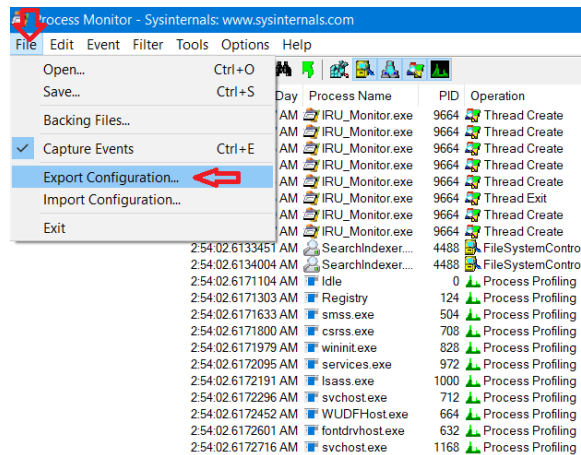 Process Monitor - Sysinternals: www.sysinternals.com
File Edit Event Filter Tools Options Help
Open... Ctrl+O
Save... Ctrl+S
Day Process Name PID Operation
AM IRU_Monitor.exe 9664 Thread Create
Backing Files...
AM IRU_Monitor.exe 9664 Thread Create
Capture Events Ctrl+E
AM IRU_Monitor.exe 9664 Thread Create
AM IRU_Monitor.exe 9664 Thread Create
Export Configuration...
AM IRU_Monitor.exe 9664 Thread Create
Import Configuration...
AM IRU_Monitor.exe 9664 Thread Exit
AM IRU_Monitor.exe 9664 Thread Create
Exit
AM IRU_Monitor.exe 9664 Thread Create
2:54:02.6133451 AM SearchIndexer.... 4488 FileSystemContro
2:54:02.6134004 AM SearchIndexer.... 4488 FileSystemContro
2:54:02.6171104 AM Idle 0 Process Profiling
2:54:02.6171303 AM Registry 124 Process Profiling
2:54:02.6171633 AM smss.exe 504 Process Profiling
2:54:02.6171800 AM csrss.exe 708 Process Profiling
2:54:02.6171979 AM wininit.exe 828 Process Profiling
2:54:02.6172095 AM services.exe 972 Process Profiling
2:54:02.6172191 AM lsass.exe 1000 Process Profiling
2:54:02.6172296 AM svchost.exe 712 Process Profiling
2:54:02.6172452 AM WUDFHost.exe 664 Process Profiling
2:54:02.6172601 AM fontdrvhost.exe 632 Process Profiling
2:54:02.6172716 AM svchost.exe 1168 Process Profiling